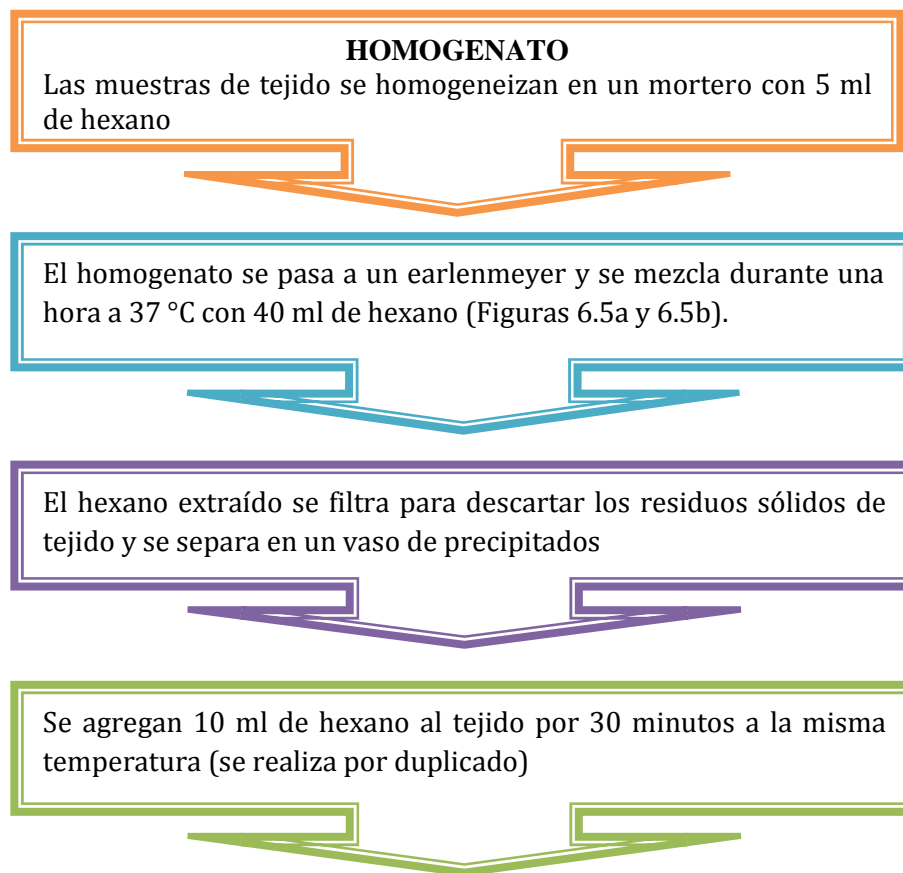 HOMOGENATO
Las muestras de tejido se homogeneizan en un mortero con 5 ml
de hexano
El homogenato se pasa a un earlenmeyer y se mezcla durante una
hora a 37 °C con 40 ml de hexano (Figuras 6.5a y 6.5b).
El hexano extraído se filtra para descartar los residuos sólidos de
tejido y se separa en un vaso de precipitados
Se agregan 10 ml de hexano al tejido por 30 minutos a la misma
temperatura (se realiza por duplicado)